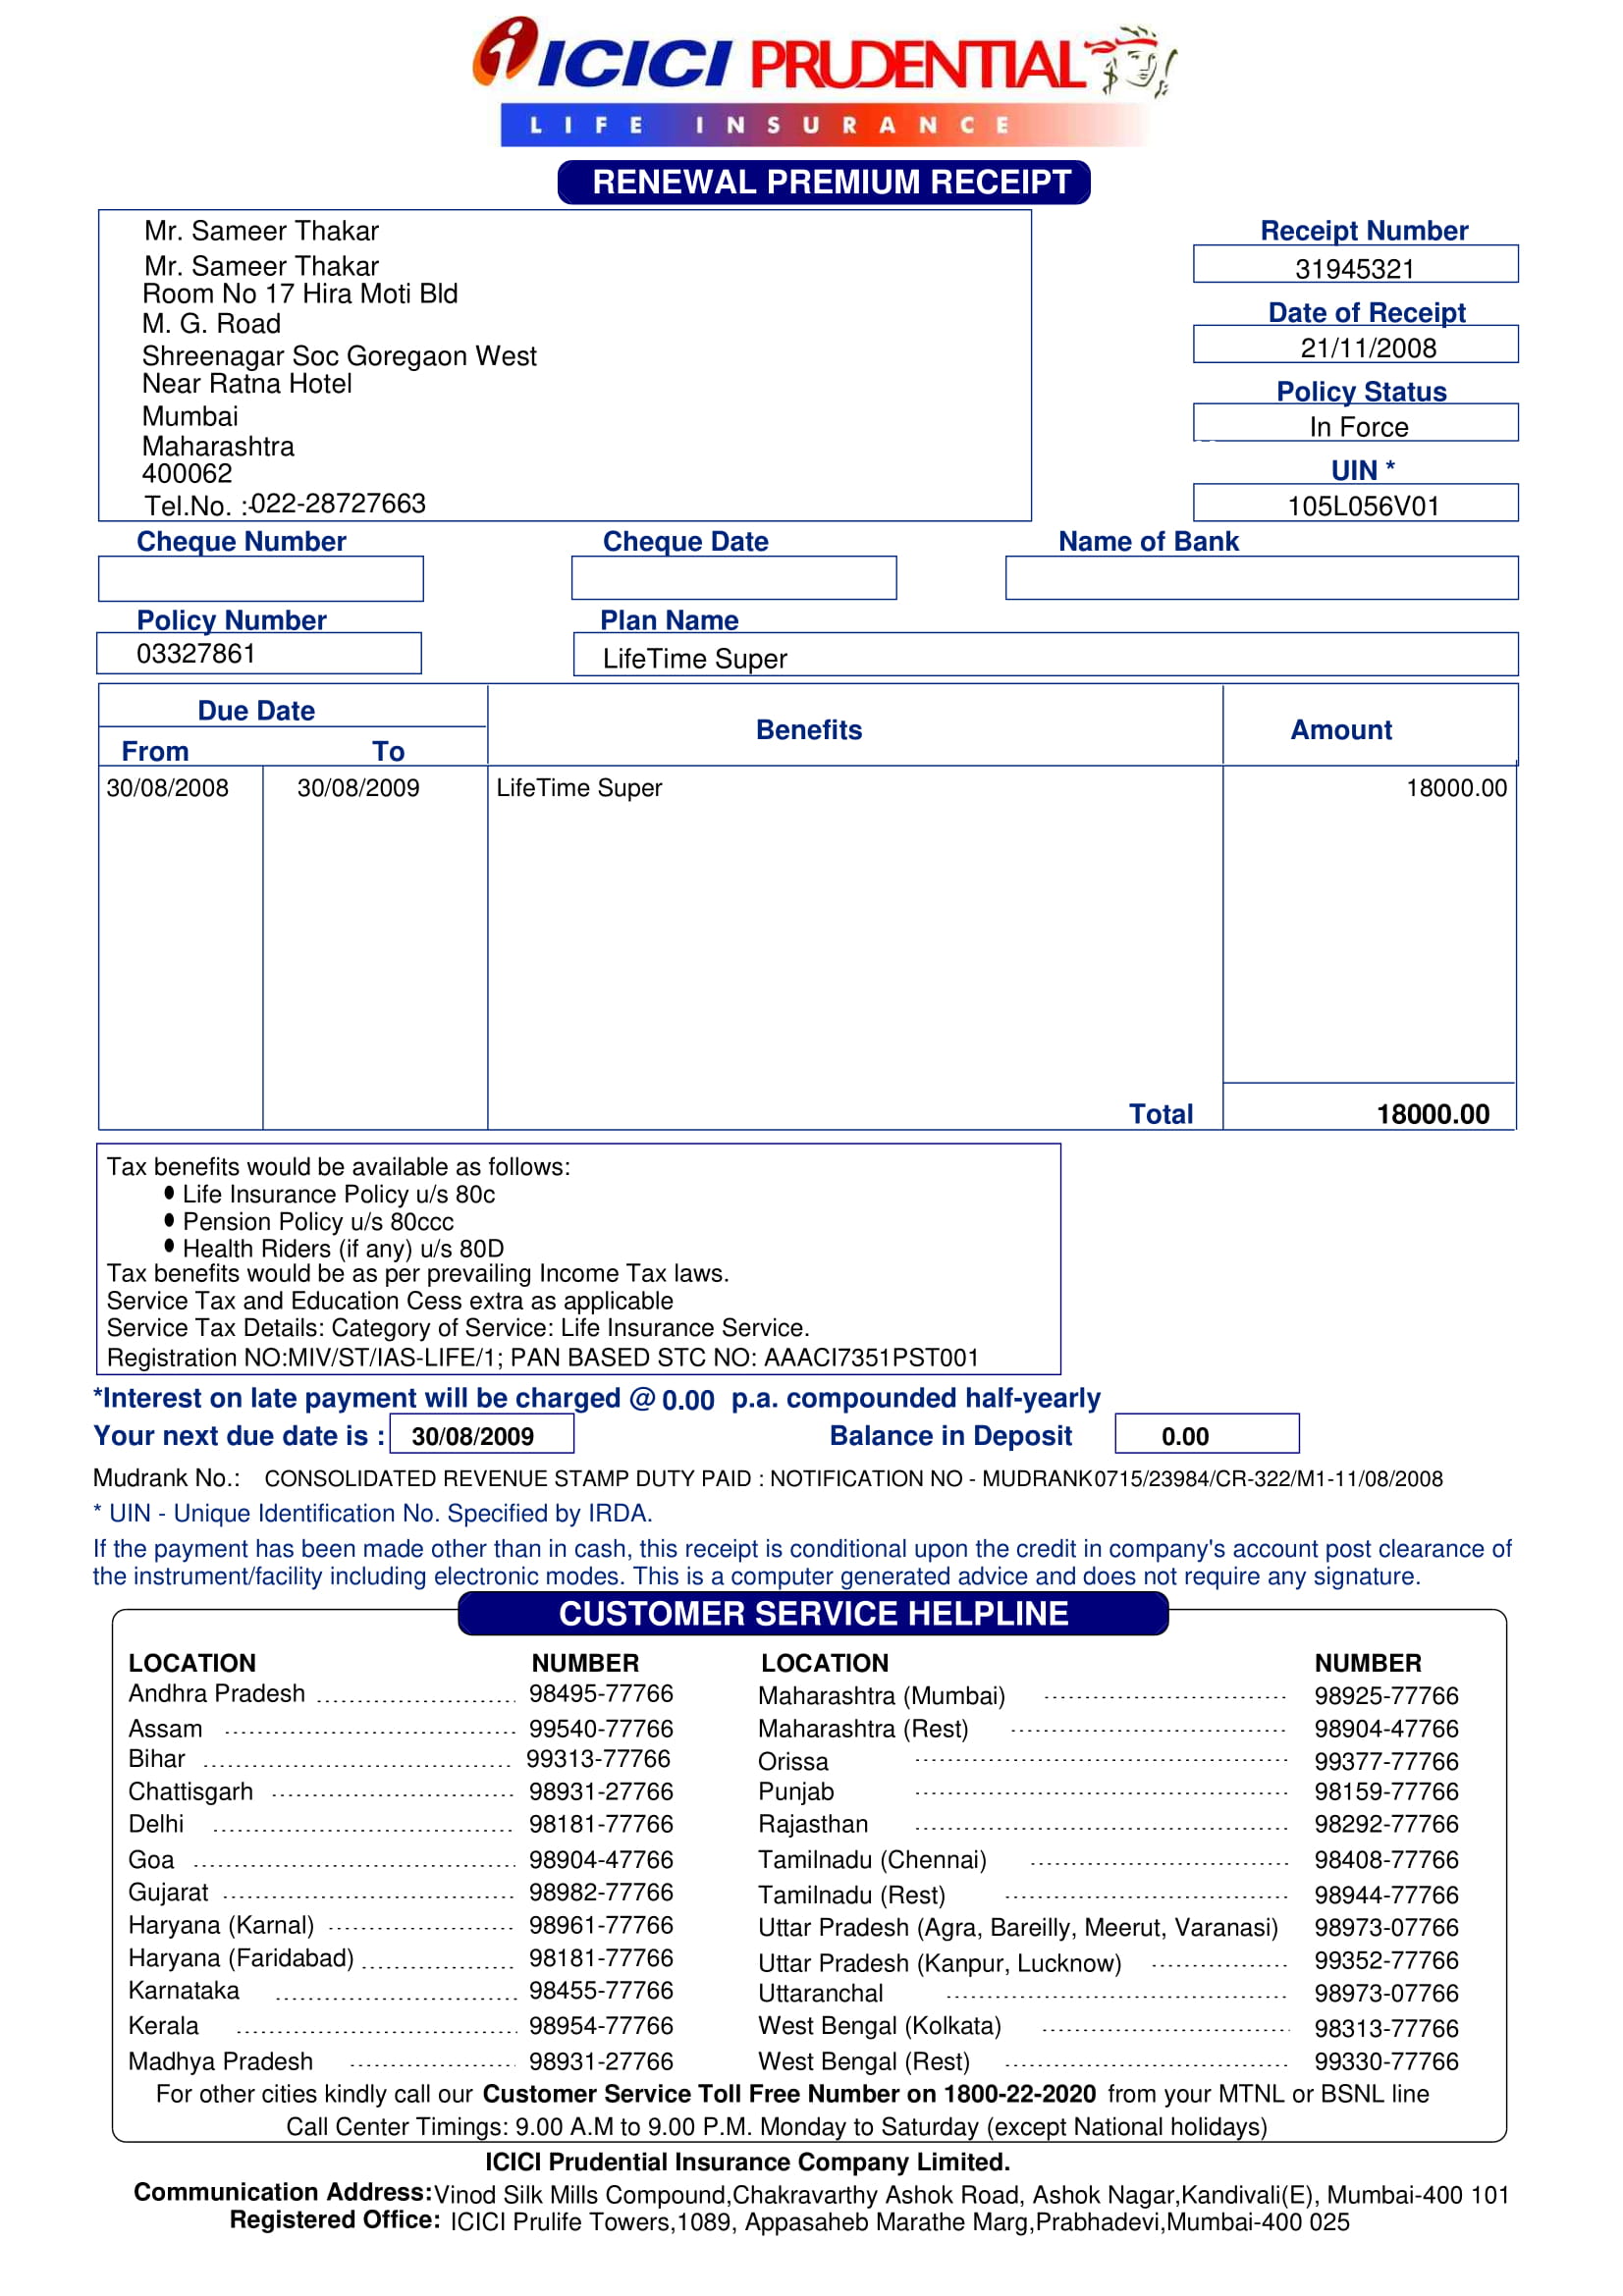 ICICI PRUDENTIAL
LIFE INSURANCE
RENEWAL PREMIUM RECEIPT
Mr. Sameer Thakar
Mr. Sameer Thakar
Room No 17 Hira Moti Bld
M. G. Road
Shreenagar Soc Goregaon West
Near Ratna Hotel
Mumbai
Maharashtra
400062
Tel.No. :-022-28727663
Receipt Number
31945321
Date of Receipt
21/11/2008
Policy Status
In Force
UIN *
105L056V01
Cheque Number Cheque Date Name of Bank
Policy Number Plan Name
03327861 LifeTime Super
Due Date Benefits Amount
From To
30/08/2008 30/08/2009 LifeTime Super 18000.00
Total 18000.00
Tax benefits would be available as follows:
• Life Insurance Policy u/s 80c
• Pension Policy u/s 80ccc
• Health Riders (if any) u/s 80D
Tax benefits would be as per prevailing Income Tax laws.
Service Tax and Education Cess extra as applicable
Service Tax Details: Category of Service: Life Insurance Service.
Registration NO:MIV/ST/IAS-LIFE/1; PAN BASED STC NO: AAACI7351PST001
*Interest on late payment will be charged @ 0.00 p.a. compounded half-yearly
Your next due date is : 30/08/2009 Balance in Deposit 0.00
Mudrank No.: CONSOLIDATED REVENUE STAMP DUTY PAID : NOTIFICATION NO - MUDRANK0715/23984/CR-322/M1-11/08/2008
* UIN - Unique Identification No. Specified by IRDA.
If the payment has been made other than in cash, this receipt is conditional upon the credit in company's account post clearance of
the instrument/facility including electronic modes. This is a computer generated advice and does not require any signature.
CUSTOMER SERVICE HELPLINE
LOCATION NUMBER LOCATION NUMBER
Andhra Pradesh 98495-77766 Maharashtra (Mumbai) 98925-77766
Assam 99540-77766 Maharashtra (Rest) 98904-47766
Bihar 99313-77766 Orissa 99377-77766
Chattisgarh 98931-27766 Punjab 98159-77766
Delhi 98181-77766 Rajasthan 98292-77766
Goa 98904-47766 Tamilnadu (Chennai) 98408-77766
Gujarat 98982-77766 Tamilnadu (Rest) 98944-77766
Haryana (Karnal) 98961-77766 Uttar Pradesh (Agra, Bareilly, Meerut, Varanasi) 98973-07766
Haryana (Faridabad) 98181-77766 Uttar Pradesh (Kanpur, Lucknow) 99352-77766
Karnataka 98455-77766 Uttaranchal 98973-07766
Kerala 98954-77766 West Bengal (Kolkata) 98313-77766
Madhya Pradesh 98931-27766 West Bengal (Rest) 99330-77766
For other cities kindly call our Customer Service Toll Free Number on 1800-22-2020 from your MTNL or BSNL line
Call Center Timings: 9.00 A.M to 9.00 P.M. Monday to Saturday (except National holidays)
ICICI Prudential Insurance Company Limited.
Communication Address:Vinod Silk Mills Compound,Chakravarthy Ashok Road, Ashok Nagar,Kandivali(E), Mumbai-400 101
Registered Office: ICICI Prulife Towers,1089, Appasaheb Marathe Marg,Prabhadevi,Mumbai-400 025